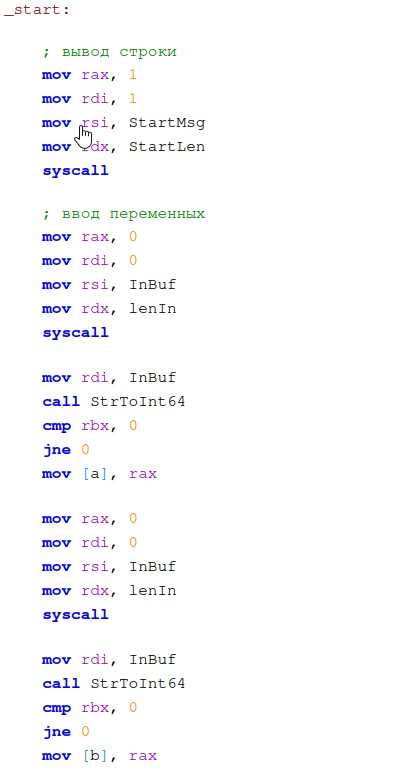 _start:
; вывод строки
mov rax, 1
mov rdi, 1
mov rsi, StartMsg
mov rdx, StartLen
syscall
; ввод переменных
mov rax, 0
mov rdi, 0
mov rsi, InBuf
mov rdx, lenIn
syscall
mov rdi, InBuf
call StrToInt64
cmp rbx, 0
jne 0
mov [a], rax
mov rax, 0
mov rdi, 0
mov rsi, InBuf
mov rdx, lenIn
syscall
mov rdi, InBuf
call StrToInt64
cmp rbx, 0
jne 0
mov [b], rax